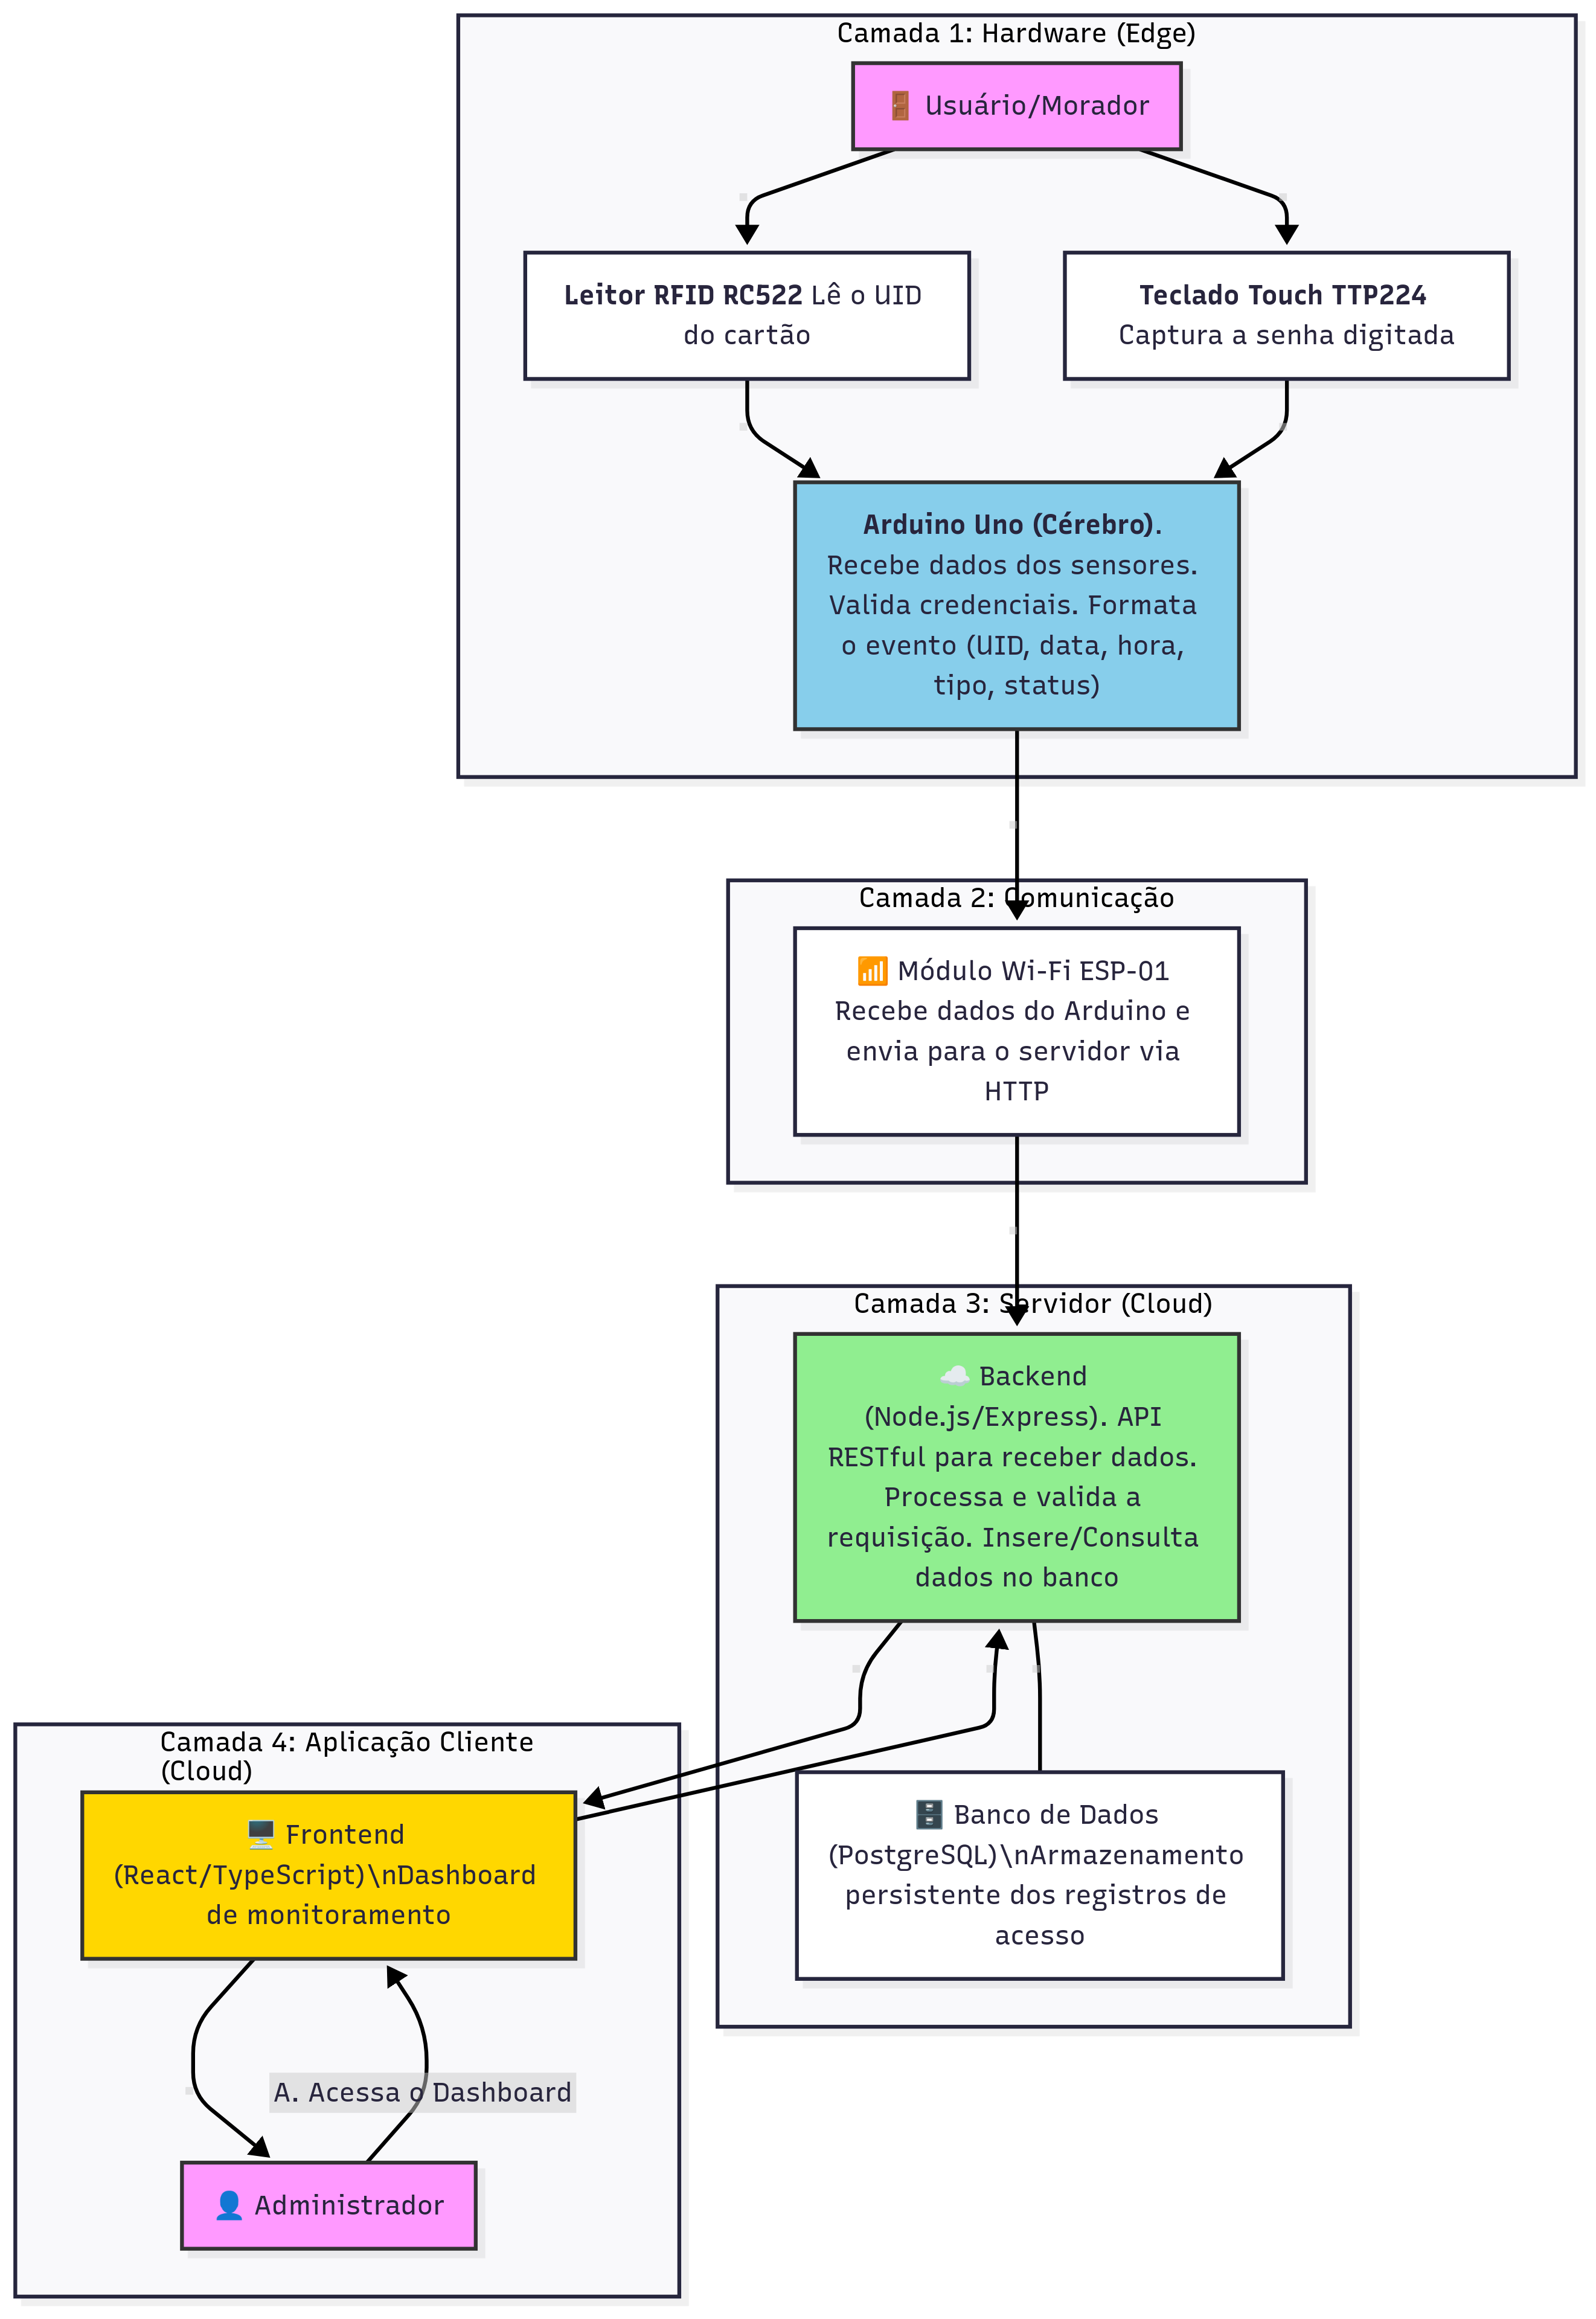 Camada 1: Hardware (Edge)
Usuário/Morador
Leitor RFID RC522 Lê o UID
do cartão
Teclado Touch TTP224
Captura a senha digitada
Arduino Uno (Cérebro).
Recebe dados dos sensores.
Valida credenciais. Formata
o evento (UID, data, hora,
tipo, status)
Camada 2: Comunicação
Módulo Wi-Fi ESP-01
Recebe dados do Arduino e
envia para o servidor via
HTTP
Camada 3: Servidor (Cloud)
Backend
(Node.js/Express). API
RESTful para receber dados.
Processa e valida a
requisição. Insere/Consulta
dados no banco
Camada 4: Aplicação Cliente
(Cloud)
Frontend
(React/TypeScript)\nDashboard
de monitoramento
Banco de Dados
(PostgreSQL)\nArmazenamento
persistente dos registros de
acesso
A. Acessa o Dashboard
Administrador